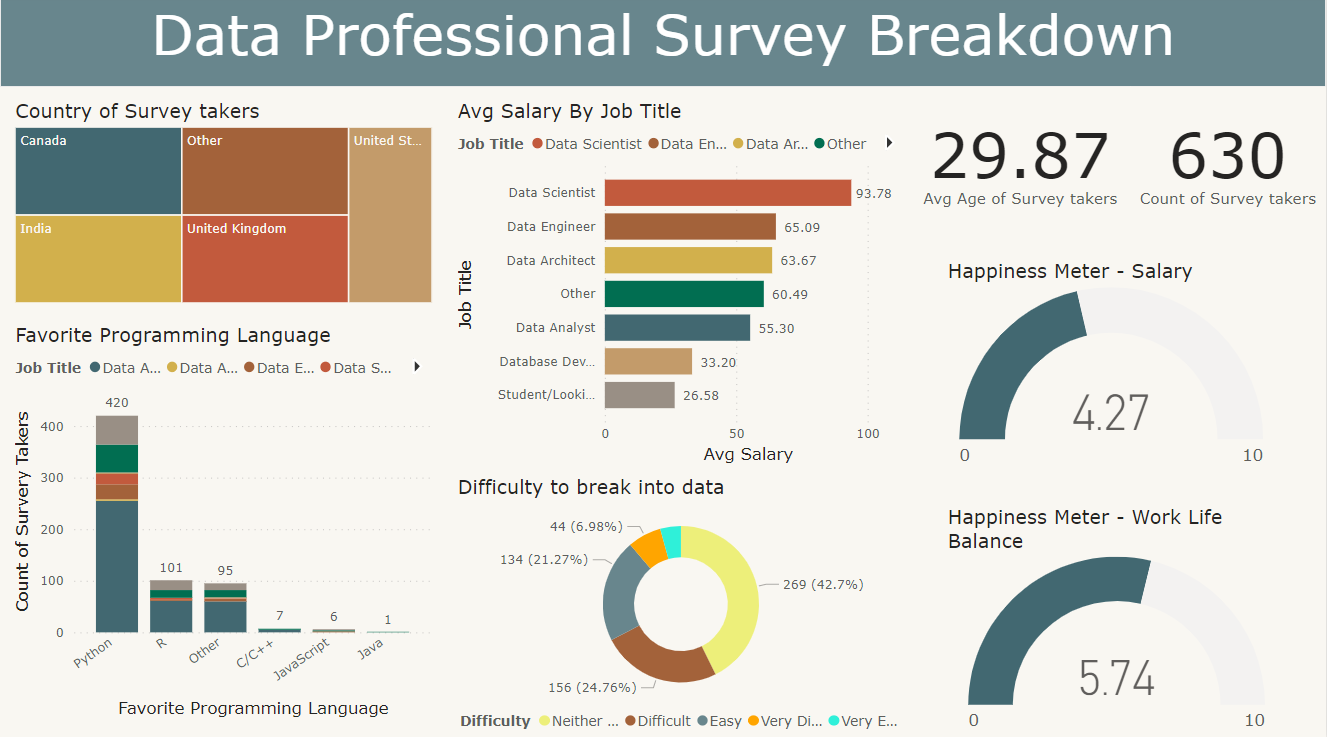 Data Professional Survey Breakdown
Country of Survey takers
Canada
Other
United St...
India
United Kingdom
Favorite Programming Language
Job Title Data A... Data A... Data E... Data S...
Count of Survery Takers
400
300
200
100
0
420
101
95
7
6
1
Python
R
Other
C/C++
JavaScript
Java
Favorite Programming Language
Avg Salary By Job Title
Job Title Data Scientist Data En... Data Ar... Other
Job Title
Data Scientist 93.78
Data Engineer 65.09
Data Architect 63.67
Other 60.49
Data Analyst 55.30
Database Dev... 33.20
Student/Looki... 26.58
0 50 100
Avg Salary
Difficulty to break into data
44 (6.98%)
134 (21.27%)
269 (42.7%)
156 (24.76%)
Difficulty Neither ... Difficult Easy Very Di... Very E...
29.87
Avg Age of Survey takers
630
Count of Survey takers
Happiness Meter - Salary
4.27
0 10
Happiness Meter - Work Life
Balance
5.74
0 10